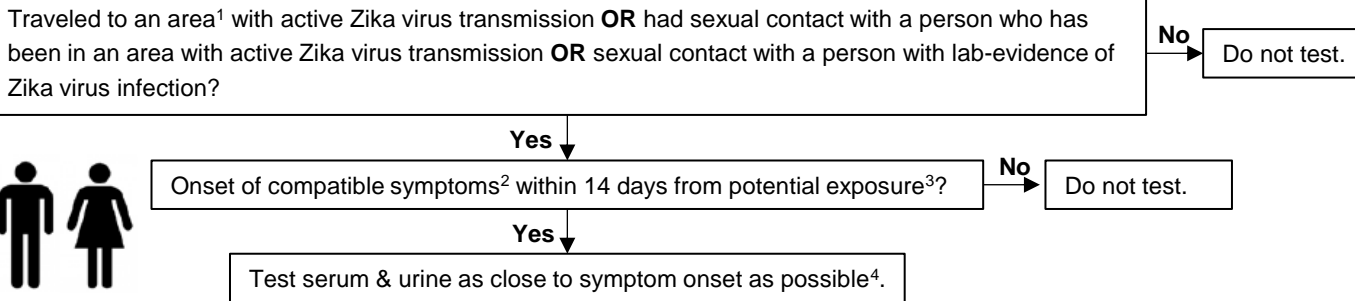 Traveled to an area¹ with active Zika virus transmission OR had sexual contact with a person who has
been in an area with active Zika virus transmission OR sexual contact with a person with lab-evidence of
Zika virus infection?
No
Do not test.
Yes
Onset of compatible symptoms² within 14 days from potential exposure³?
No
Do not test.
Yes
Test serum & urine as close to symptom onset as possible⁴.